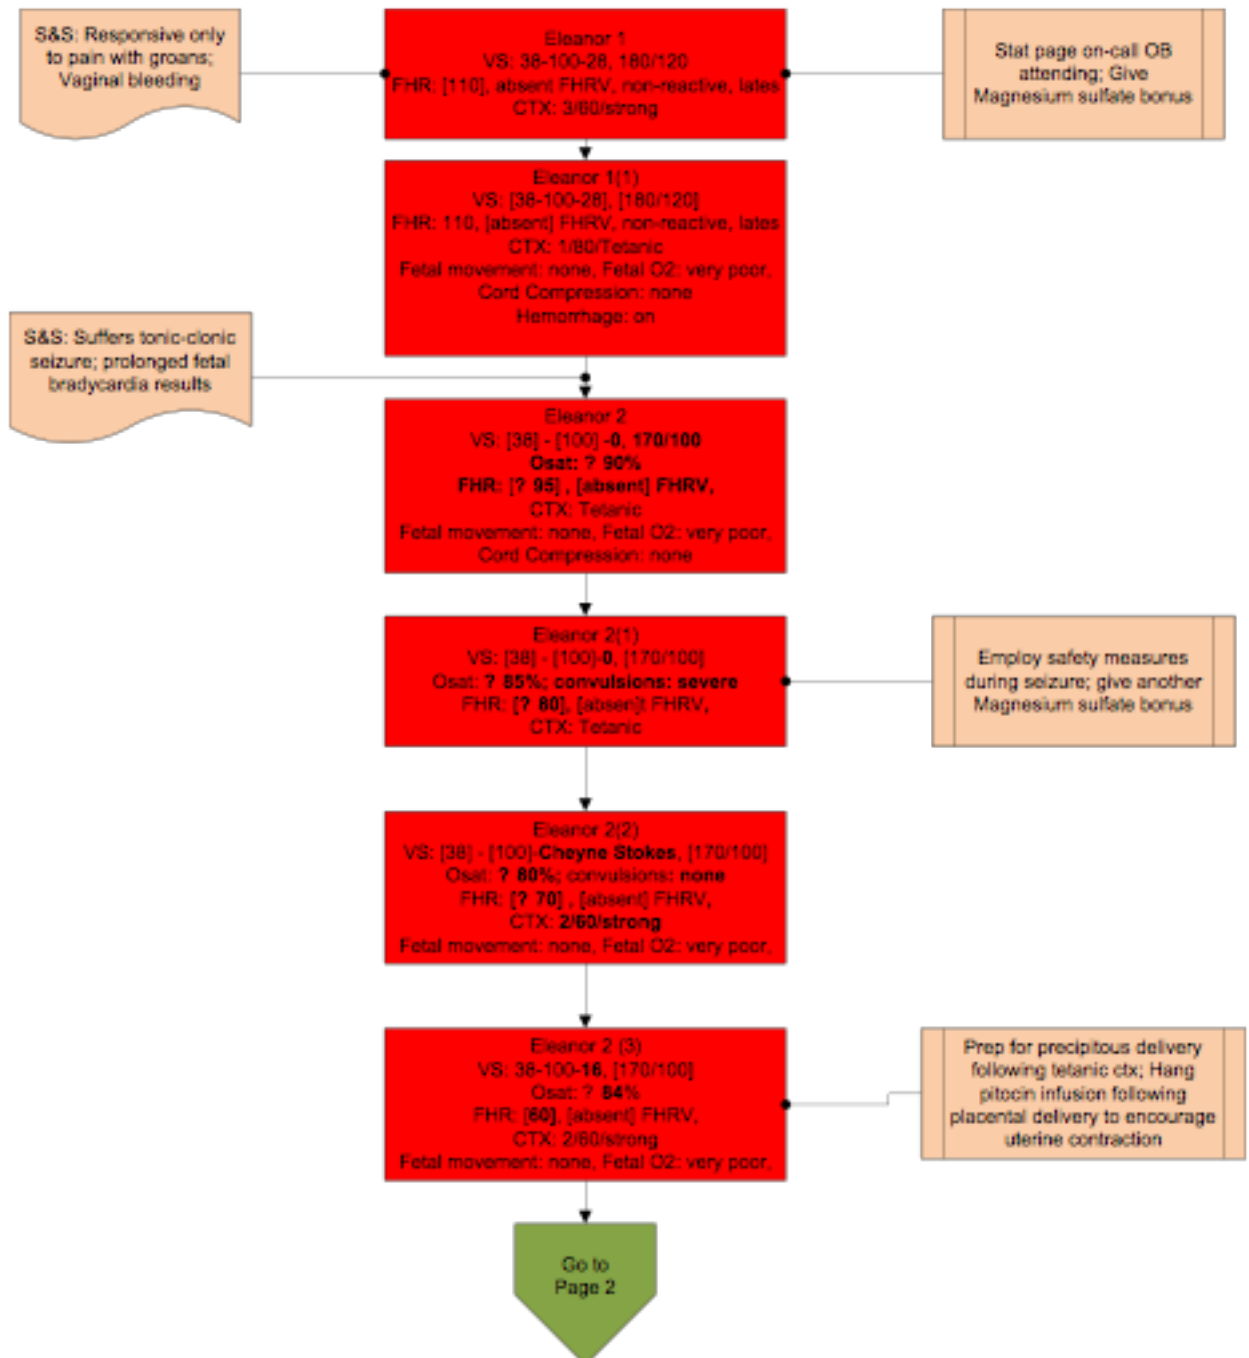 S&S: Responsive only
to pain with groans;
Vaginal bleeding
Eleanor 1
VS: 38-100-28, 180/120
FHR: [110], absent FHRV, non-reactive, lates
CTX: 3/60/strong
Stat page on-call OB
attending; Give
Magnesium sulfate bonus
Eleanor 1(1)
VS: [38-100-28], [180/120]
FHR: 110, [absent] FHRV, non-reactive, lates
CTX: 1/80/Tetanic
Fetal movement: none, Fetal O2: very poor,
Cord Compression: none
Hemorrhage: on
S&S: Suffers tonic-clonic
seizure; prolonged fetal
bradycardia results
Eleanor 2
VS: [38] - [100] -0, 170/100
Osat: ? 90%
FHR: [? 95] , [absent] FHRV,
CTX: Tetanic
Fetal movement: none, Fetal O2: very poor,
Cord Compression: none
Eleanor 2(1)
VS: [38] - [100]-0, [170/100]
Osat: ? 85%; convulsions: severe
FHR: [? 80], [absen]t FHRV,
CTX: Tetanic
Employ safety measures
during seizure; give another
Magnesium sulfate bonus
Eleanor 2(2)
VS: [38] - [100]-Cheyne Stokes, [170/100]
Osat: ? 80%; convulsions: none
FHR: [? 70] , [absent] FHRV,
CTX: 2/60/strong
Fetal movement: none, Fetal O2: very poor,
Eleanor 2 (3)
VS: 38-100-16, [170/100]
Osat: ? 84%
FHR: [60], [absent] FHRV,
CTX: 2/60/strong
Fetal movement: none, Fetal O2: very poor,
Prep for precipitous delivery
following tetanic ctx; Hang
pitocin infusion following
placental delivery to encourage
uterine contraction
Go to
Page 2